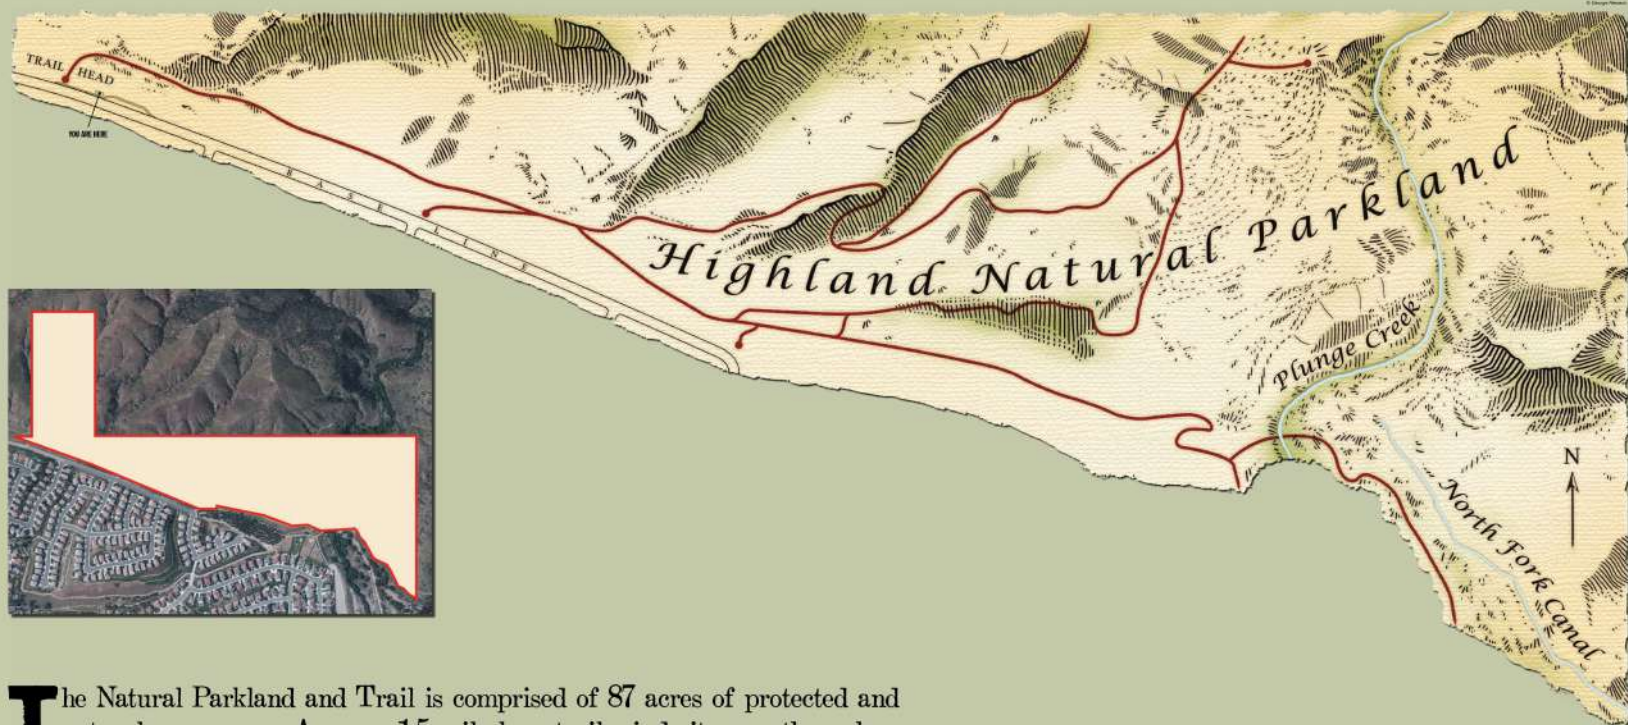 TRAIL HEAD
YOU ARE HERE
BASE LINE
Highland Natural Parkland
Plunge Creek
N
North Fork Canal
The Natural Parkland and Trail is comprised of 87 acres of protected and